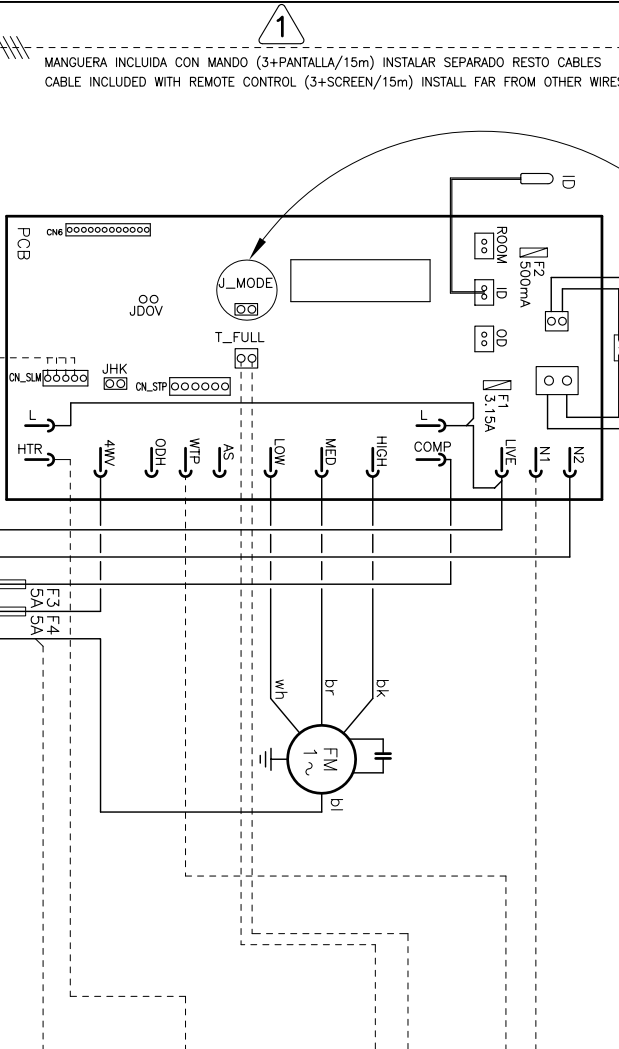 1
MANGUERA INCLUIDA CON MANDO (3+PANTALLA/15m) INSTALAR SEPARADO RESTO CABLES
CABLE INCLUDED WITH REMOTE CONTROL (3+SCREEN/15m) INSTALL FAR FROM OTHER WIRES
ID
PCB
CN6
ROOM
F2
500mA
J_MODE
ID
JDOV
T_FULL
OD
CN_SLM
JHK
CN_STP
F1
3.15A
L
L
HTR
4WV
ODH
WTP
AS
LOW
MED
HIGH
COMP
LIVE
N1
N2
F3
5A
F4
5A
wh
br
bk
FM
1 ~
bl